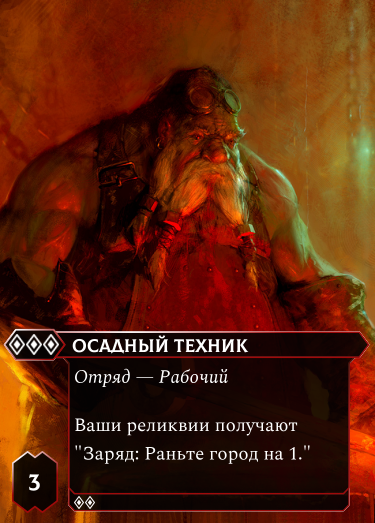 ОСАДНЫЙ ТЕХНИК
Отряд — Рабочий
Ваши реликвии получают
"Заряд: Раньте город на 1."
3